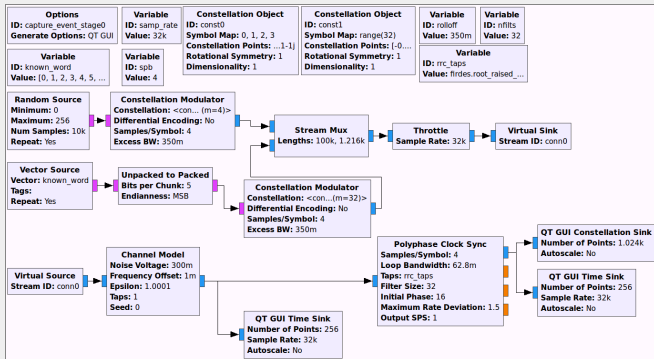 Options
ID: capture_event_stage0
Generate Options: QT GUI
Variable
ID: samp_rate
Value: 32k
Constellation Object
ID: const0
Symbol Map: 0, 1, 2, 3
Constellation Points: ...1-1j
Rotational Symmetry: 1
Dimensionality: 1
Constellation Object
ID: const1
Symbol Map: range(32)
Constellation Points: [-0....
Rotational Symmetry: 1
Dimensionality: 1
Variable
ID: rolloff
Value: 350m
Variable
ID: nfilts
Value: 32
Variable
ID: known_word
Value: [0, 1, 2, 3, 4, 5, ...
Variable
ID: spb
Value: 4
Variable
ID: rrc_taps
Value: firdes.root_raised_...
Random Source
Minimum: 0
Maximum: 256
Num Samples: 10k
Repeat: Yes
Constellation Modulator
Constellation: <con... (m=4)>
Differential Encoding: No
Samples/Symbol: 4
Excess BW: 350m
Stream Mux
Lengths: 100k, 1.216k
Throttle
Sample Rate: 32k
Virtual Sink
Stream ID: conn0
Vector Source
Vector: known_word
Tags:
Repeat: Yes
Unpacked to Packed
Bits per Chunk: 5
Endianness: MSB
Constellation Modulator
Constellation: <con...(m=32)>
Differential Encoding: No
Samples/Symbol: 4
Excess BW: 350m
Virtual Source
Stream ID: conn0
Channel Model
Noise Voltage: 300m
Frequency Offset: 1m
Epsilon: 1.0001
Taps: 1
Seed: 0
Polyphase Clock Sync
Samples/Symbol: 4
Loop Bandwidth: 62.8m
Taps: rrc_taps
Filter Size: 32
Initial Phase: 16
Maximum Rate Deviation: 1.5
Output SPS: 1
QT GUI Constellation Sink
Number of Points: 1.024k
Autoscale: No
QT GUI Time Sink
Number of Points: 256
Sample Rate: 32k
Autoscale: No
QT GUI Time Sink
Number of Points: 256
Sample Rate: 32k
Autoscale: No